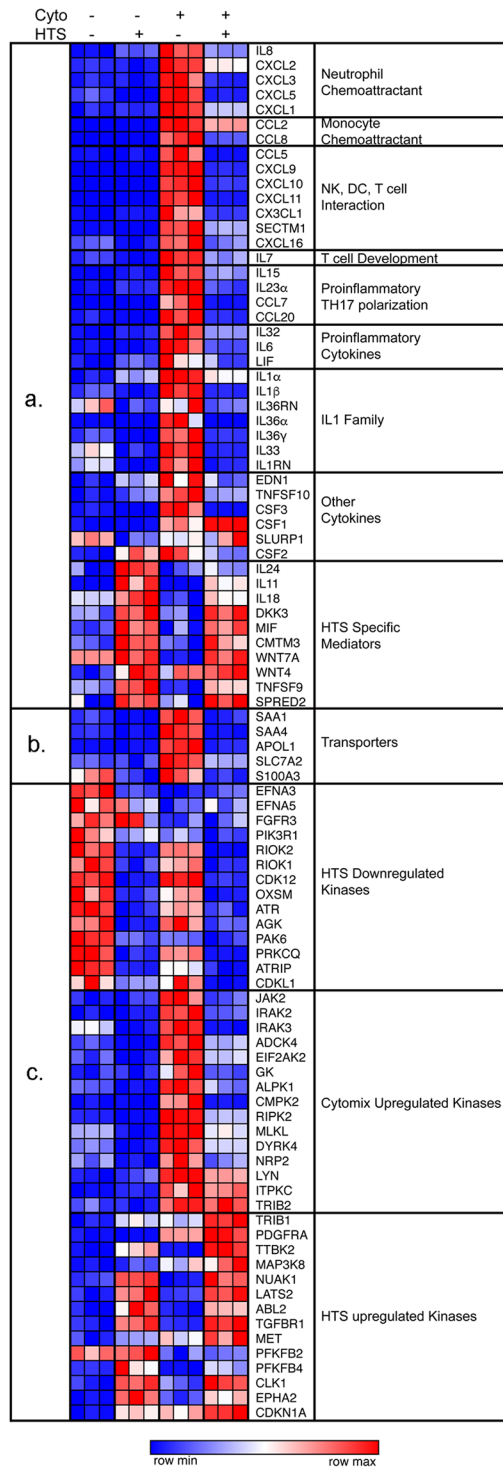 Cyto - - + +
HTS - + - +
a.
IL8
CXCL2
CXCL3
CXCL5
CXCL1
Neutrophil
Chemoattractant
CCL2
CCL8
Monocyte
Chemoattractant
CCL5
CXCL9
CXCL10
CXCL11
CX3CL1
SECTM1
CXCL16
NK, DC, T cell
Interaction
IL7
T cell Development
IL15
IL23α
CCL7
CCL20
Proinflammatory
TH17 polarization
IL32
IL6
LIF
Proinflammatory
Cytokines
IL1α
IL1β
IL36RN
IL36α
IL36γ
IL33
IL1RN
IL1 Family
EDN1
TNFSF10
CSF3
CSF1
SLURP1
CSF2
Other
Cytokines
IL24
IL11
IL18
DKK3
MIF
CMTM3
WNT7A
WNT4
TNFSF9
SPRED2
HTS Specific
Mediators
b.
SAA1
SAA4
APOL1
SLC7A2
S100A3
Transporters
c.
EFNA3
EFNA5
FGFR3
PIK3R1
RIOK2
RIOK1
CDK12
OXSM
ATR
AGK
PAK6
PRKCQ
ATRIP
CDKL1
HTS Downregulated
Kinases
JAK2
IRAK2
IRAK3
ADCK4
EIF2AK2
GK
ALPK1
CMPK2
RIPK2
MLKL
DYRK4
NRP2
LYN
ITPKC
TRIB2
Cytomix Upregulated Kinases
TRIB1
PDGFRA
TTBK2
MAP3K8
NUAK1
LATS2
ABL2
TGFBR1
MET
PFKFB2
PFKFB4
CLK1
EPHA2
CDKN1A
HTS upregulated Kinases
row min row max